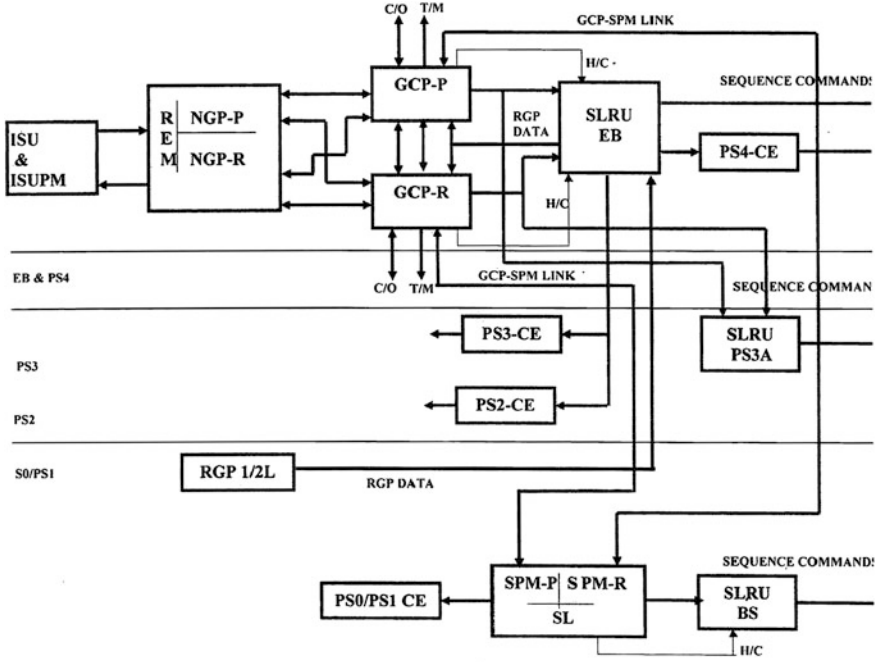 C/O T/M
GCP-SPM LINK
H/C
GCP-P
SEQUENCE COMMANDS
SLRU
EB
RGP
DATA
R
E
M
NGP-P
NGP-R
ISU
&
ISUPM
PS4-CE
GCP-R
H/C
EB & PS4
C/O T/M
GCP-SPM LINK
SEQUENCE COMMAN
PS3-CE
SLRU
PS3A
PS3
PS2-CE
PS2
S0/PS1
RGP 1/2L
RGP DATA
SEQUENCE COMMANDS
SPM-P S PM-R
SL
PS0/PS1 CE
SLRU
BS
H/C